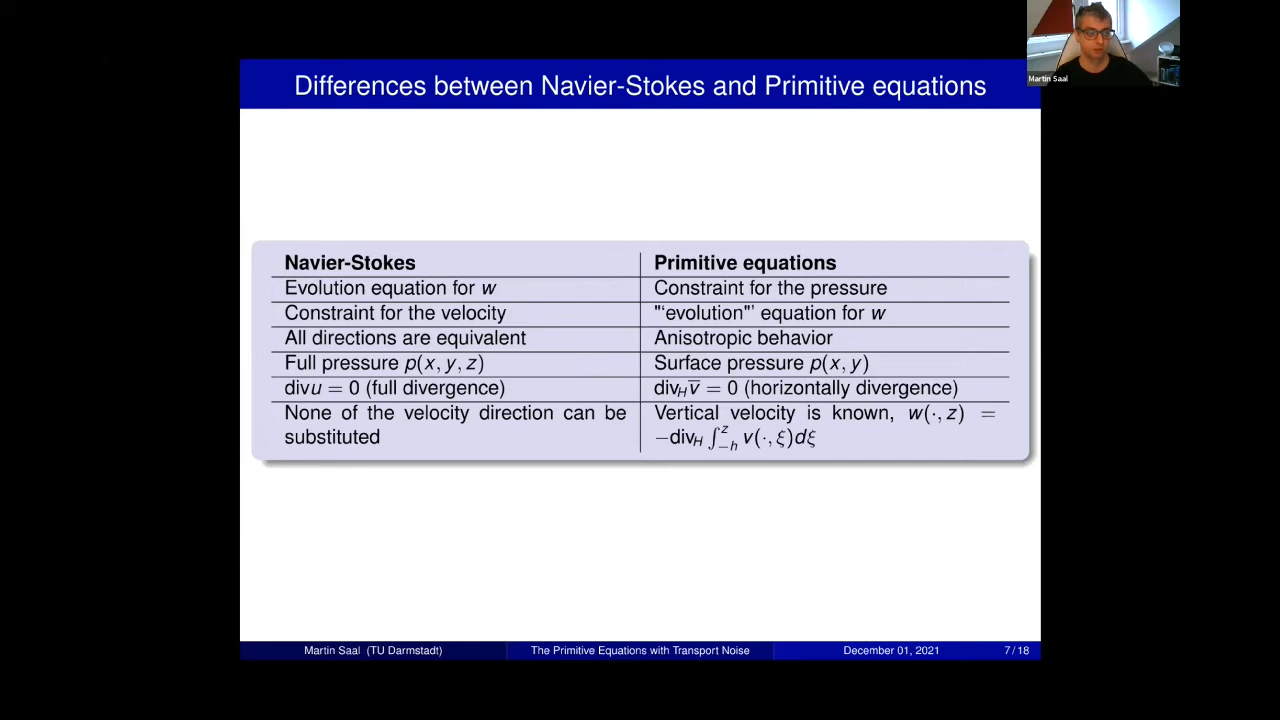 Martin Saal
Differences between Navier-Stokes and Primitive equations
Navier-Stokes
Primitive equations
Evolution equation for w
Constraint for the pressure
Constraint for the velocity
"'evolution"' equation for w
All directions are equivalent
Anisotropic behavior
Full pressure p(x, y, z)
Surface pressure p(x, y)
div u = 0 (full divergence)
div_H v̅ = 0 (horizontally divergence)
None of the velocity direction can be
substituted
Vertical velocity is known, w(·, z) =
−div_H ∫_{−h}^{z} v(·, ξ)dξ
Martin Saal (TU Darmstadt)
The Primitive Equations with Transport Noise
December 01, 2021
7 / 18